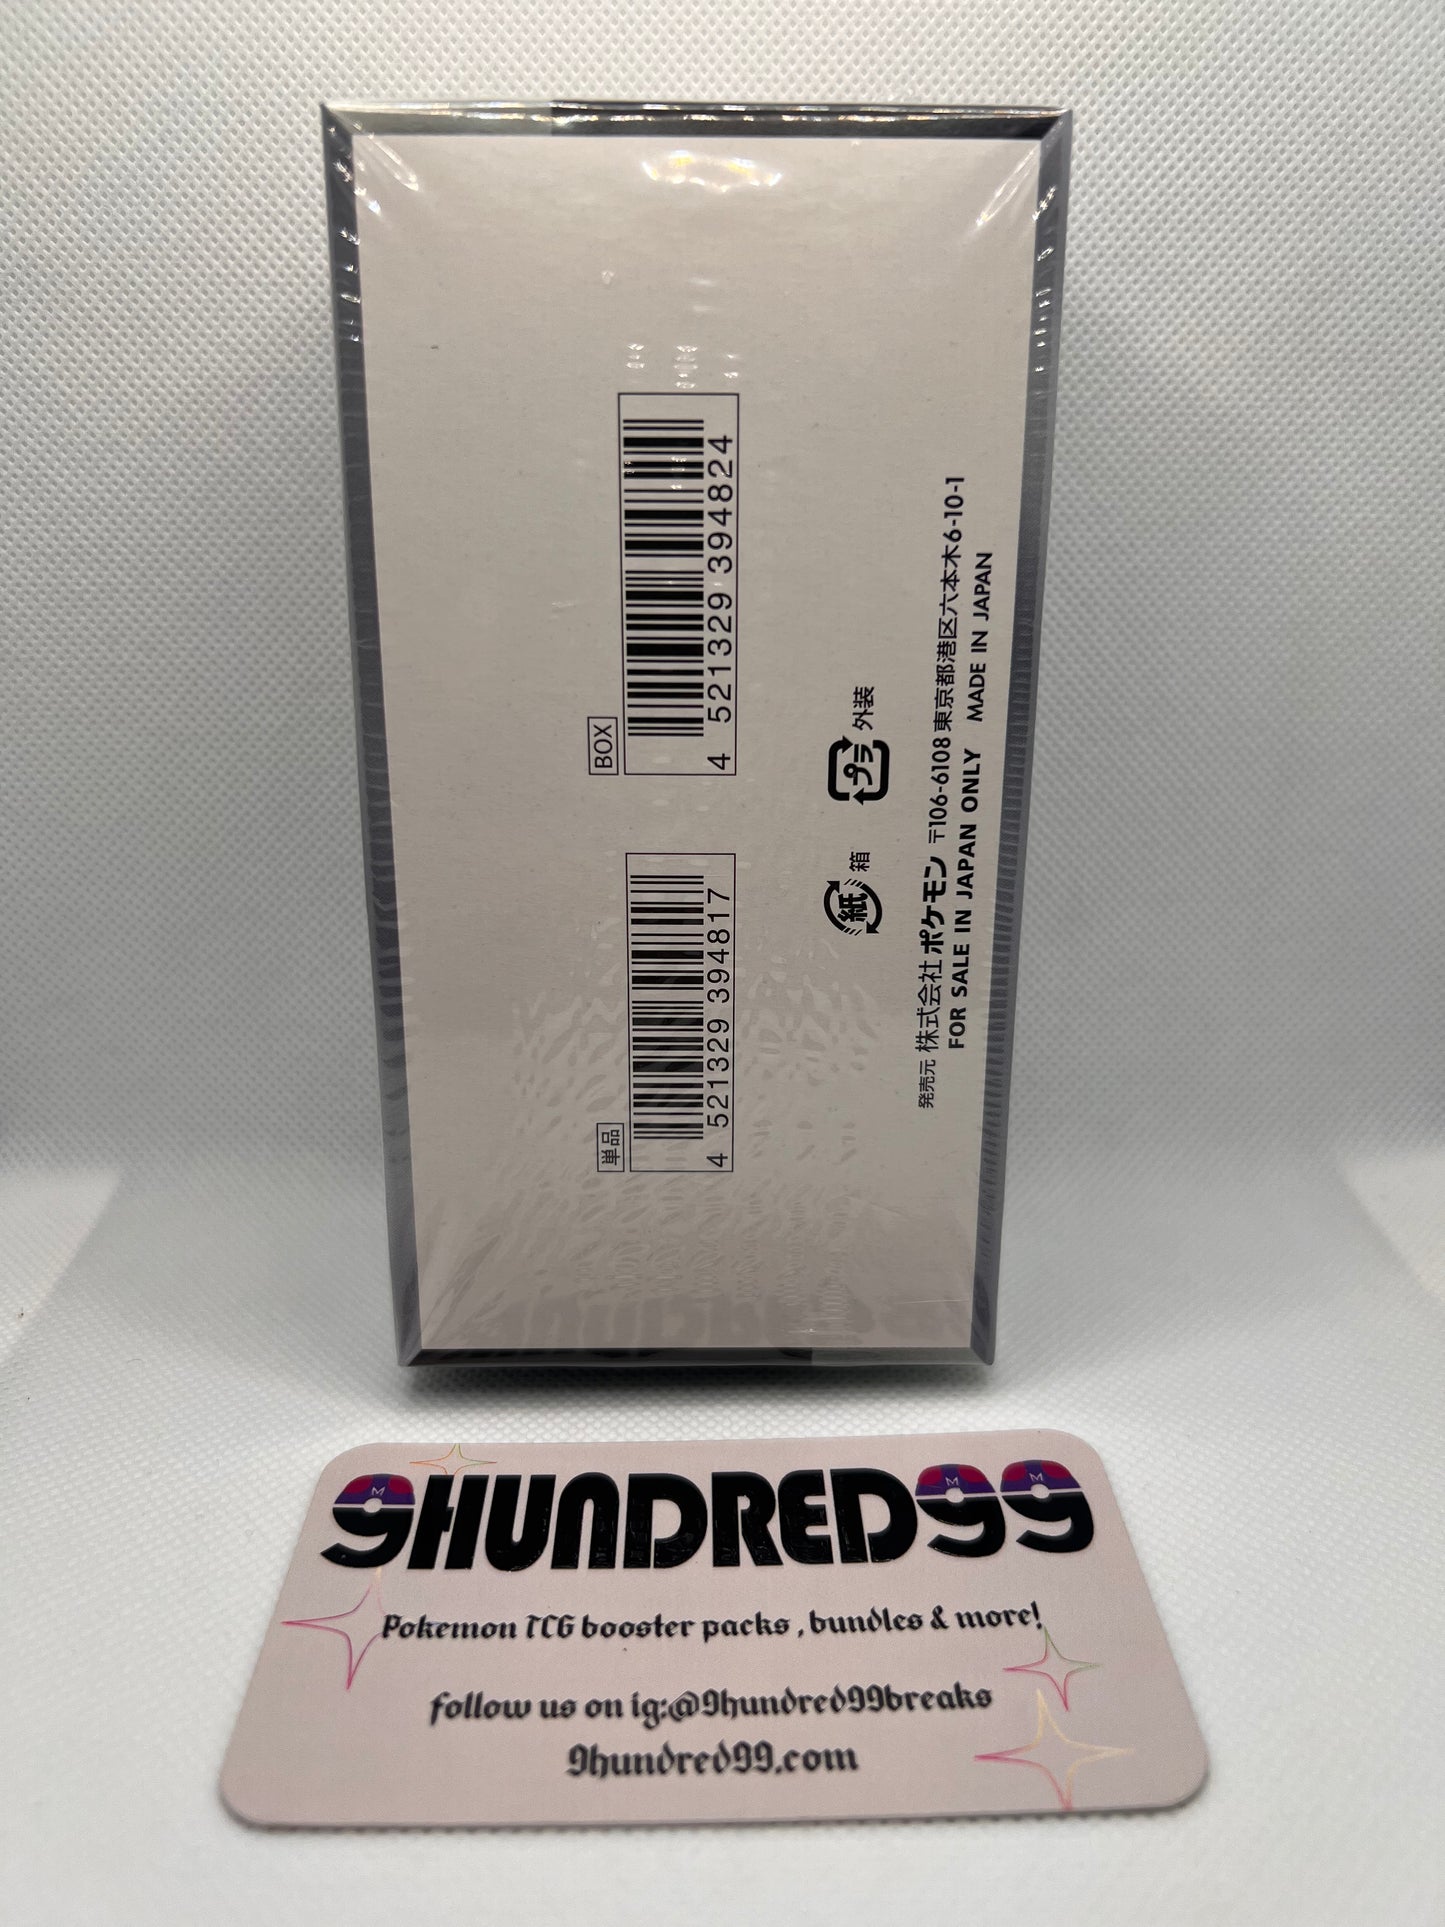 BOX
4 521329 394824
単品
4 521329 394817
紙 箱
プラ 外装
発売元 株式会社 ポケモン 〒106-6108 東京都港区六本木6-10-1
FOR SALE IN JAPAN ONLY MADE IN JAPAN
9HUNDRED99
Pokemon TCG booster packs , bundles & more!
follow us on ig:@9hundred99breaks
9hundred99.com